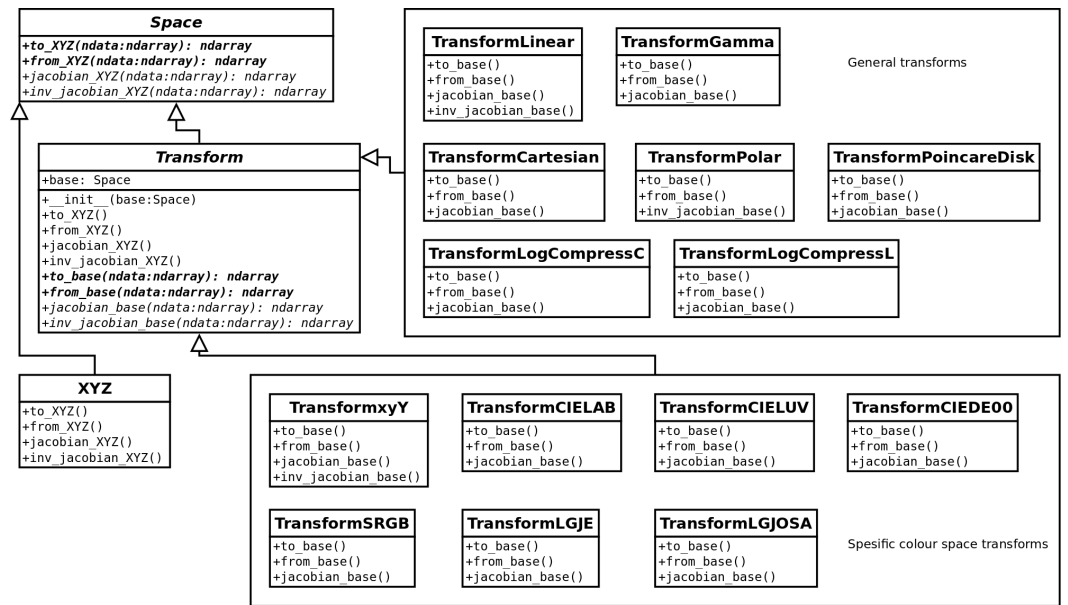 Space
+to_XYZ(ndata:ndarray): ndarray
+from_XYZ(ndata:ndarray): ndarray
+jacobian_XYZ(ndata:ndarray): ndarray
+inv_jacobian_XYZ(ndata:ndarray): ndarray
Transform
+base: Space
+__init__(base:Space)
+to_XYZ()
+from_XYZ()
+jacobian_XYZ()
+inv_jacobian_XYZ()
+to_base(ndata:ndarray): ndarray
+from_base(ndata:ndarray): ndarray
+jacobian_base(ndata:ndarray): ndarray
+inv_jacobian_base(ndata:ndarray): ndarray
XYZ
+to_XYZ()
+from_XYZ()
+jacobian_XYZ()
+inv_jacobian_XYZ()
TransformLinear
+to_base()
+from_base()
+jacobian_base()
+inv_jacobian_base()
TransformGamma
+to_base()
+from_base()
+jacobian_base()
General transforms
TransformCartesian
+to_base()
+from_base()
+jacobian_base()
TransformPolar
+to_base()
+from_base()
+inv_jacobian_base()
TransformPoincareDisk
+to_base()
+from_base()
+jacobian_base()
TransformLogCompressC
+to_base()
+from_base()
+jacobian_base()
TransformLogCompressL
+to_base()
+from_base()
+jacobian_base()
TransformxyY
+to_base()
+from_base()
+jacobian_base()
+inv_jacobian_base()
TransformCIELAB
+to_base()
+from_base()
+jacobian_base()
TransformCIELUV
+to_base()
+from_base()
+jacobian_base()
TransformCIEDE00
+to_base()
+from_base()
+jacobian_base()
TransformSRGB
+to_base()
+from_base()
+jacobian_base()
TransformLGJE
+to_base()
+from_base()
+jacobian_base()
TransformLGJOSA
+to_base()
+from_base()
+jacobian_base()
Spesific colour space transforms